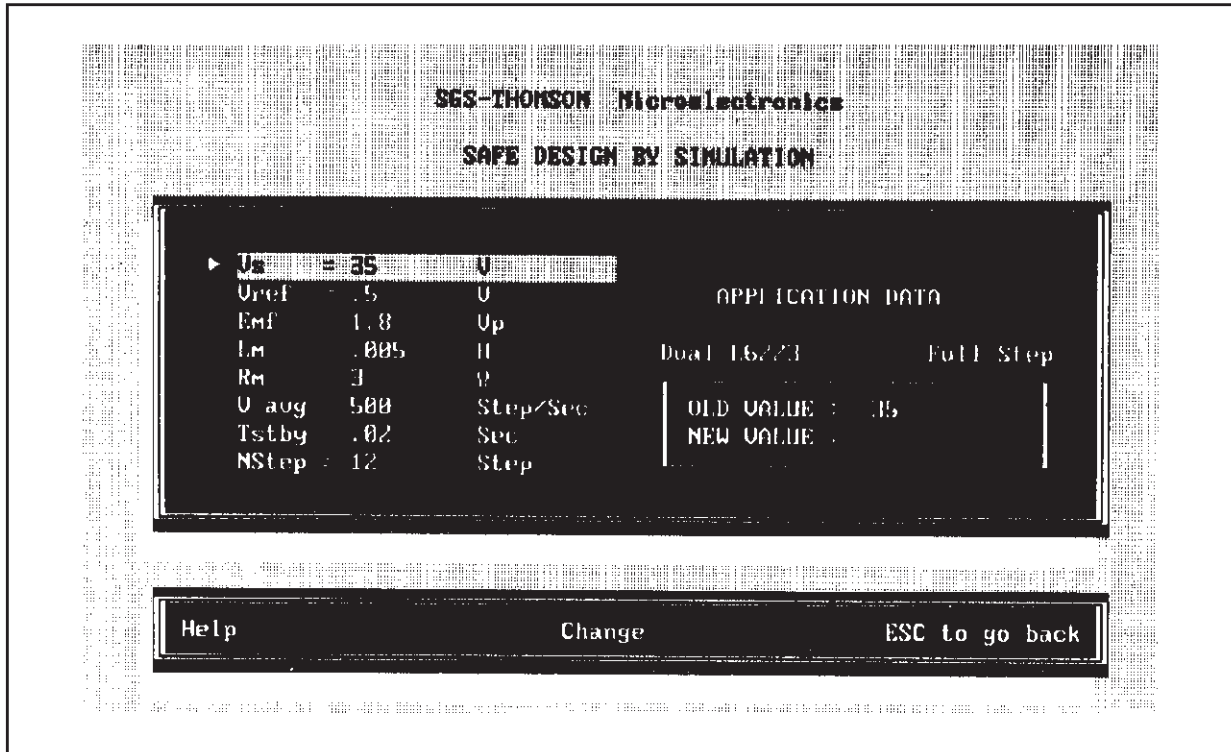 SGS-THOMSON Microelectronics
SAFE DESIGN BY SIMULATION
Vs = 35 V
Vref .5 V
Emf 1.8 Vp
Lm .005 H
Rm 3 Ω
V avg 500 Step/Sec
Tstby .02 Sec
NStep 12 Step
APPLICATION DATA
Dual L6223 Full Step
OLD VALUE : 35
NEW VALUE :
Help Change ESC to go back